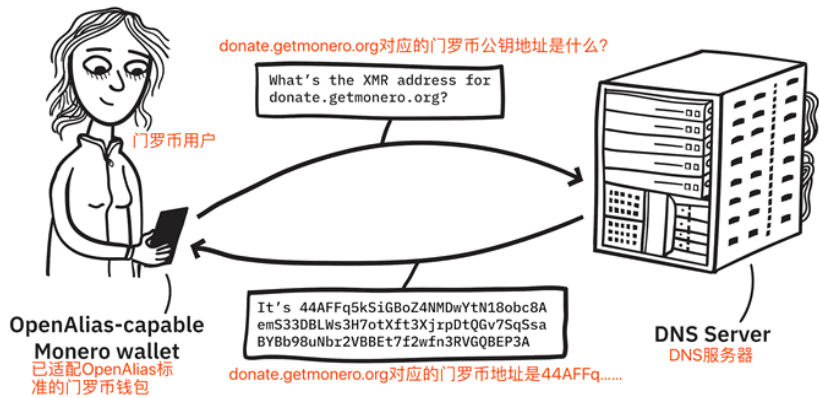 donate.getmonero.org对应的门罗币公钥地址是什么?
What's the XMR address for
donate.getmonero.org?
门罗币用户
It's 44AFFq5kSiGBoZ4NMDwYtN18obc8A
emS33DBLWs3H7otXft3XjrpDtQGv7SqSsa
BYBb98uNbr2VBBEt7f2wfn3RVGQBEP3A
OpenAlias-capable
Monero wallet
已适配OpenAlias标
准的门罗币钱包
DNS Server
DNS服务器
donate.getmonero.org对应的门罗币地址是44AFFq……